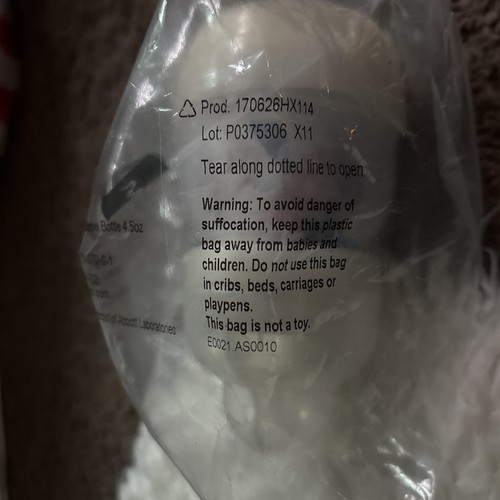 Prod. 170626HX114
Lot: P0375306 X11
Tear along dotted line to open
Warning: To avoid danger of
suffocation, keep this plastic
bag away from babies and
children. Do not use this bag
in cribs, beds, carriages or
playpens.
This bag is not a toy.
E0021.AS0010
Bottle 4.5oz
Abbott Laboratories